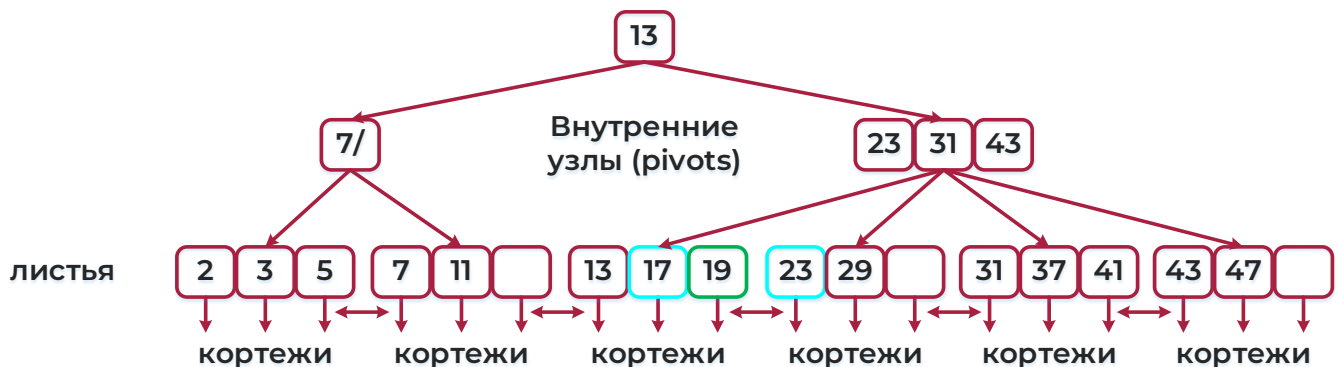 13
7/
Внутренние
узлы (pivots)
23 31 43
листья
2 3 5 7 11 13 17 19 23 29 31 37 41 43 47
кортежи кортежи кортежи кортежи кортежи кортежи